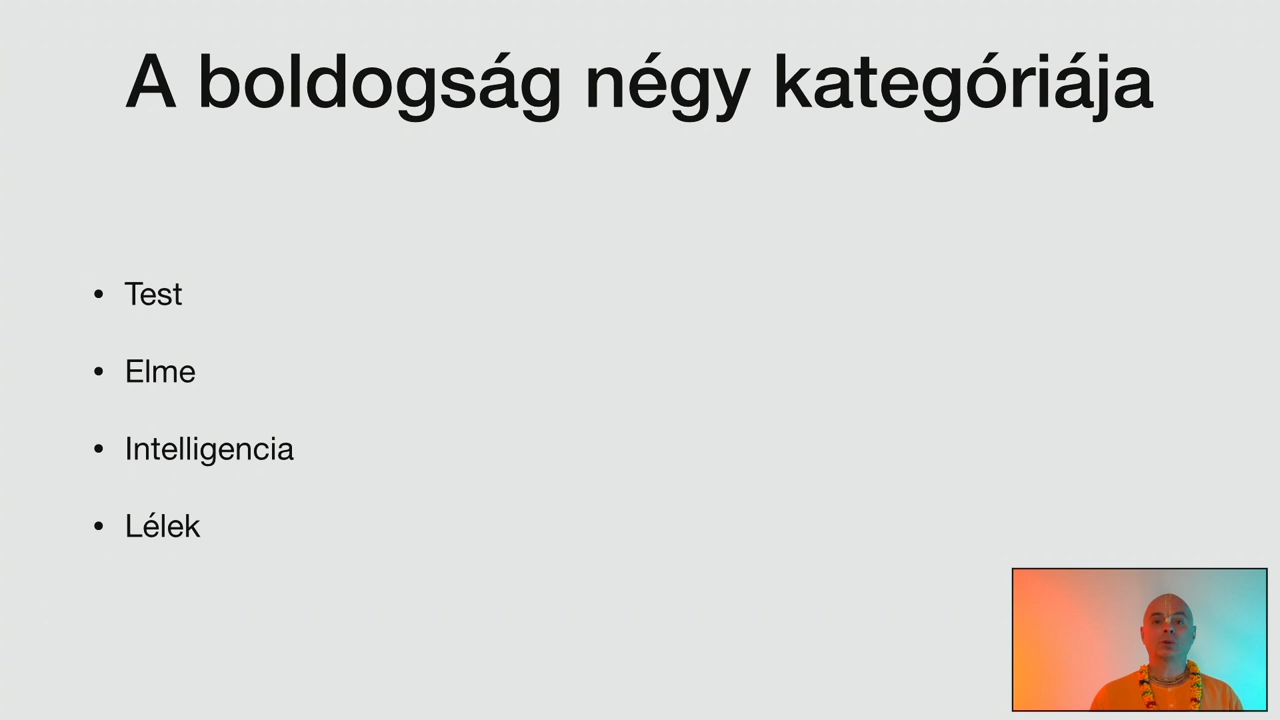 A boldogság négy kategóriája
• Test
• Elme
• Intelligencia
• Lélek